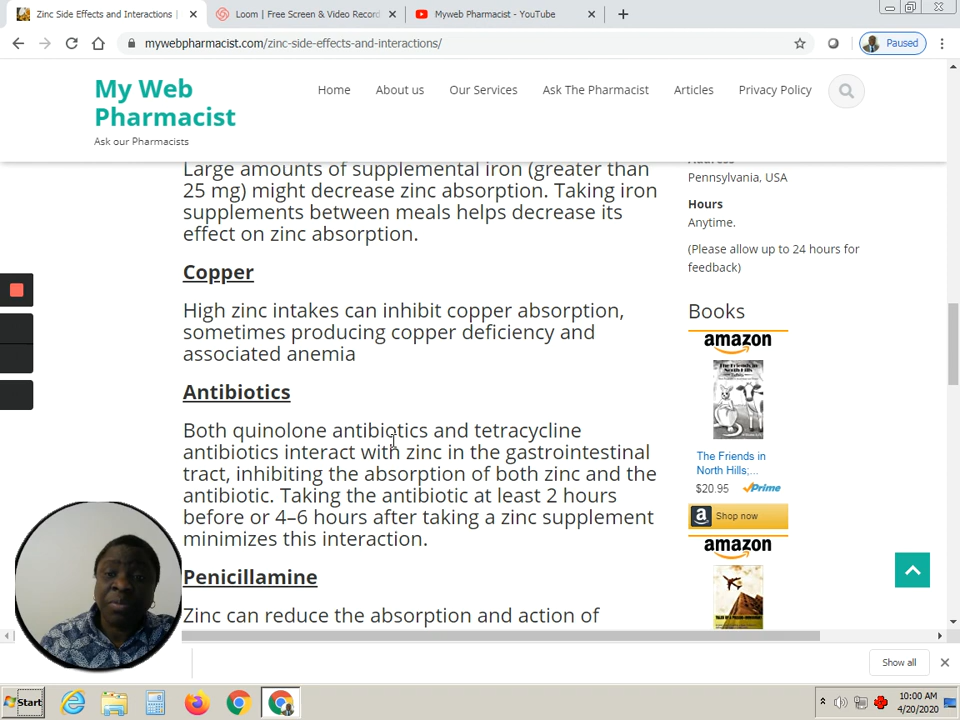 Zinc Side Effects and Interactions
Loom | Free Screen & Video Record
Myweb Pharmacist - YouTube
mywebpharmacist.com/zinc-side-effects-and-interactions/
Paused
My Web
Pharmacist
Ask our Pharmacists
Home
About us
Our Services
Ask The Pharmacist
Articles
Privacy Policy
Large amounts of supplemental iron (greater than
25 mg) might decrease zinc absorption. Taking iron
supplements between meals helps decrease its
effect on zinc absorption.
Copper
High zinc intakes can inhibit copper absorption,
sometimes producing copper deficiency and
associated anemia
Antibiotics
Both quinolone antibiotics and tetracycline
antibiotics interact with zinc in the gastrointestinal
tract, inhibiting the absorption of both zinc and the
antibiotic. Taking the antibiotic at least 2 hours
before or 4–6 hours after taking a zinc supplement
minimizes this interaction.
Penicillamine
Zinc can reduce the absorption and action of
Pennsylvania, USA
Hours
Anytime.
(Please allow up to 24 hours for
feedback)
Books
amazon
The Friends in
North Hills;...
$20.95 Prime
a Shop now
amazon
Show all
Start
10:00 AM
4/20/2020